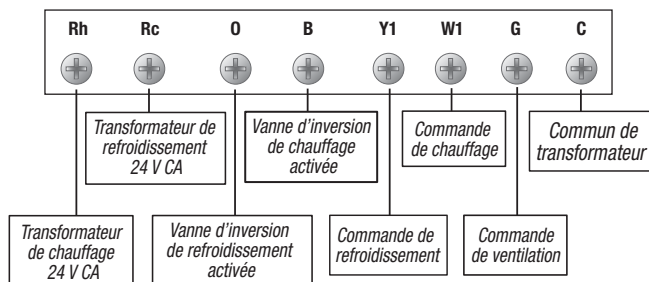 Rh Rc O B Y1 W1 G C
Transformateur de
refroidissement
24 V CA
Vanne d'inversion
de chauffage
activée
Commande
de
chauffage
Commun de
transformateur
Transformateur
de chauffage
24 V CA
Vanne d'inversion
de refroidissement
activée
Commande de
refroidissement
Commande
de ventilation